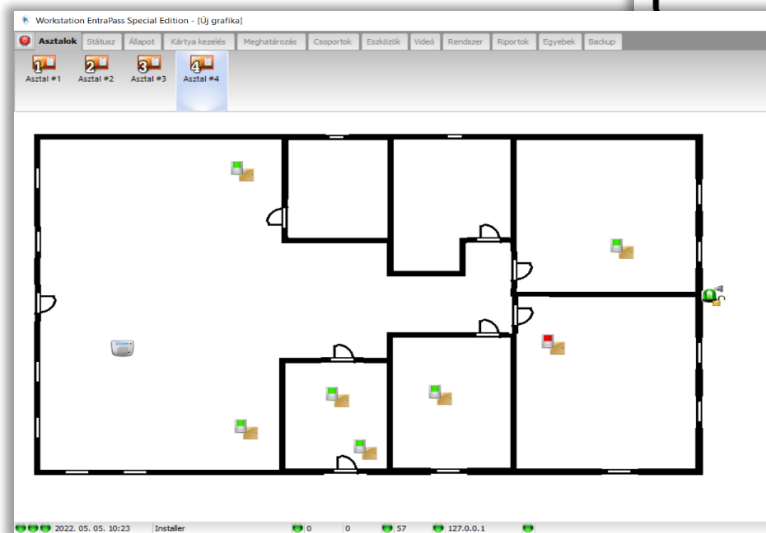 Workstation EntraPass Special Edition - [Új grafika]
Asztalok Státusz Állapot Kártya kezelés Meghatározás Csoportok Eszközök Videó Rendszer Riportok Egyebek Backup
1 2 3 4
Asztal #1 Asztal #2 Asztal #3 Asztal #4
2022. 05. 05. 10:23 Installer 0 0 57 127.0.0.1